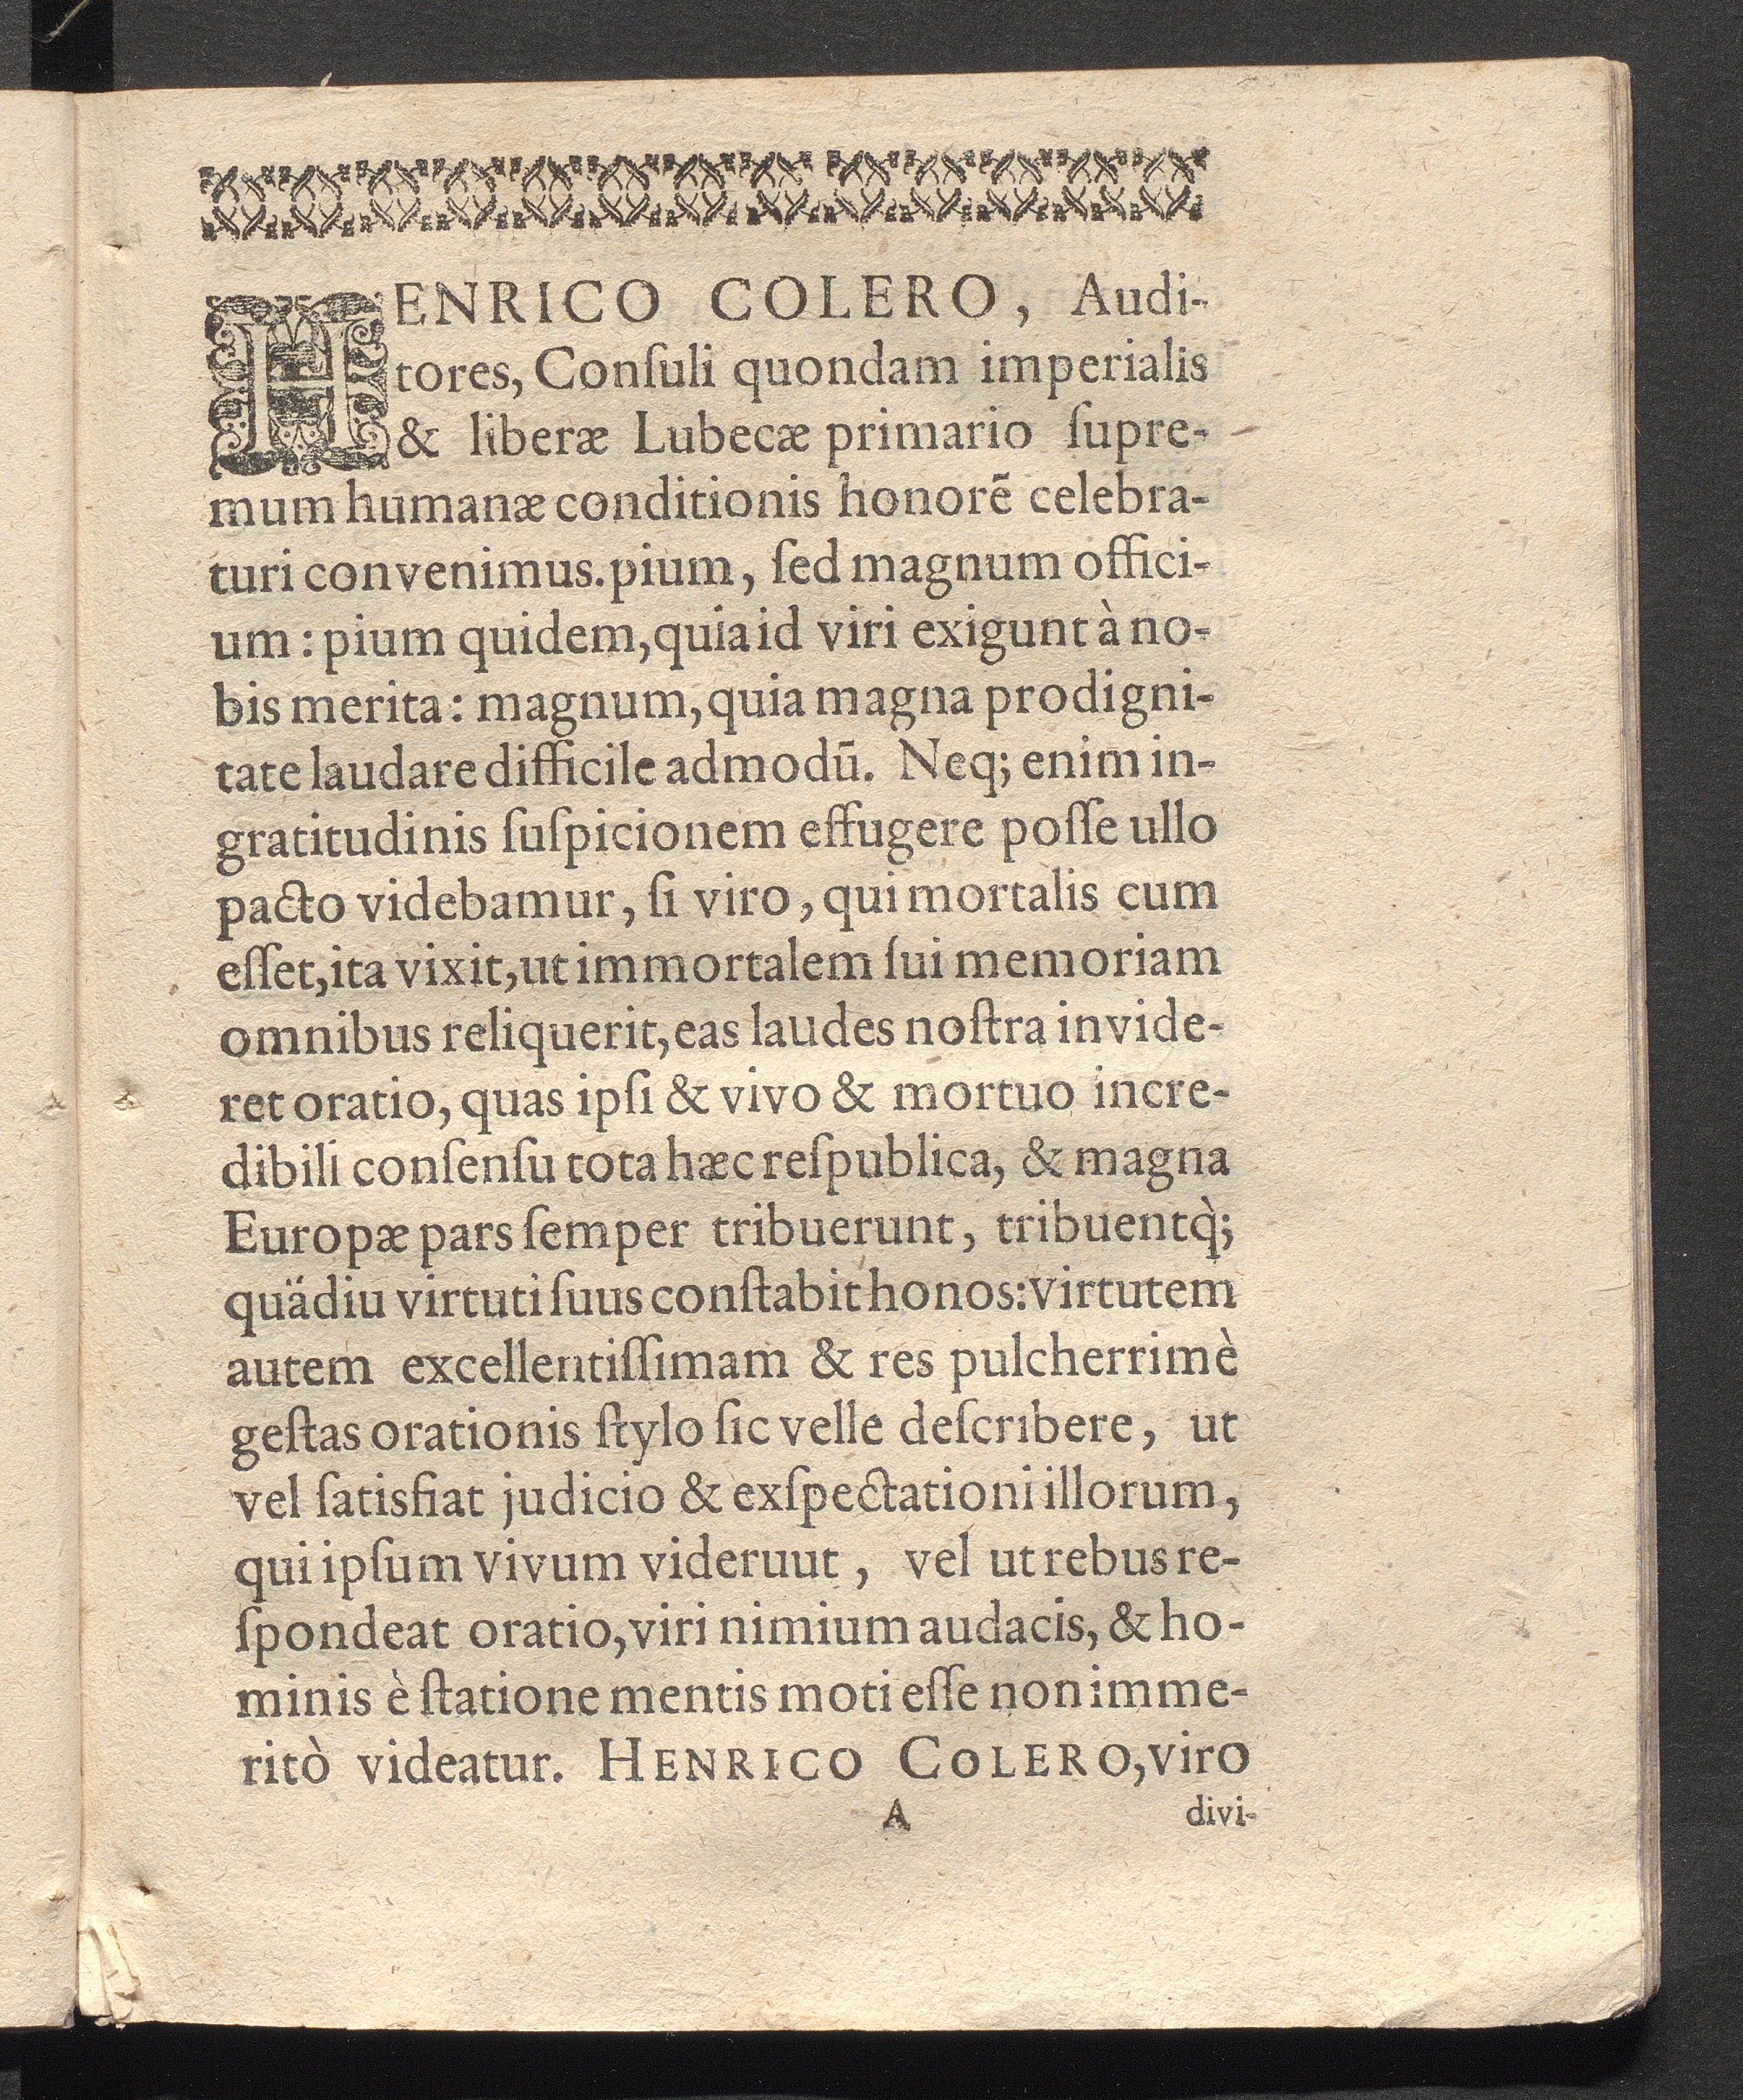 HENRICO COLERO, Audi-
tores, Conſuli quondam imperialis
& liberæ Lubecæ primario ſupre-
mum humanæ conditionis honorē celebra-
turi convenimus. pium, ſed magnum offici-
um: pium quidem, quia id viri exigunt à no-
bis merita: magnum, quia magna pro digni-
tate laudare difficile admodū. Neq; enim in-
gratitudinis ſuſpicionem effugere poſſe ullo
pacto videbamur, ſi viro, qui mortalis cum
eſſet, ita vixit, ut immortalem ſui memoriam
omnibus reliquerit, eas laudes noſtra invide-
ret oratio, quas ipſi & vivo & mortuo incre-
dibili conſenſu tota hæc reſpublica, & magna
Europæ pars ſemper tribuerunt, tribuentq̀;
quädiu virtuti ſuus conſtabit honos: virtutem
autem excellentiſſimam & res pulcherrimè
geſtas orationis ſtylo ſic velle deſcribere, ut
vel ſatisfiat judicio & exſpectationi illorum,
qui ipſum vivum videruut, vel ut rebus re-
ſpondeat oratio, viri nimium audacis, & ho-
minis è ſtatione mentis moti eſſe non imme-
ritò videatur. HENRICO COLERO, viro
A divi-